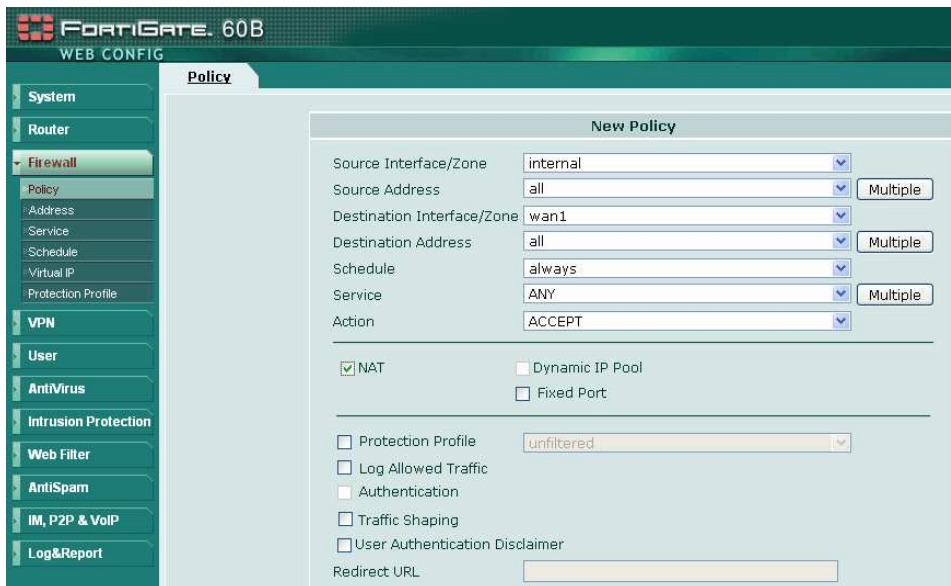 FORTIGATE. 60B
WEB CONFIG
Policy
System
Router
Firewall
Policy
Address
Service
Schedule
Virtual IP
Protection Profile
VPN
User
AntiVirus
Intrusion Protection
Web Filter
AntiSpam
IM, P2P & VoIP
Log&Report
New Policy
Source Interface/Zone internal
Source Address all Multiple
Destination Interface/Zone wan1
Destination Address all Multiple
Schedule always
Service ANY Multiple
Action ACCEPT
NAT Dynamic IP Pool
Fixed Port
Protection Profile unfiltered
Log Allowed Traffic
Authentication
Traffic Shaping
User Authentication Disclaimer
Redirect URL